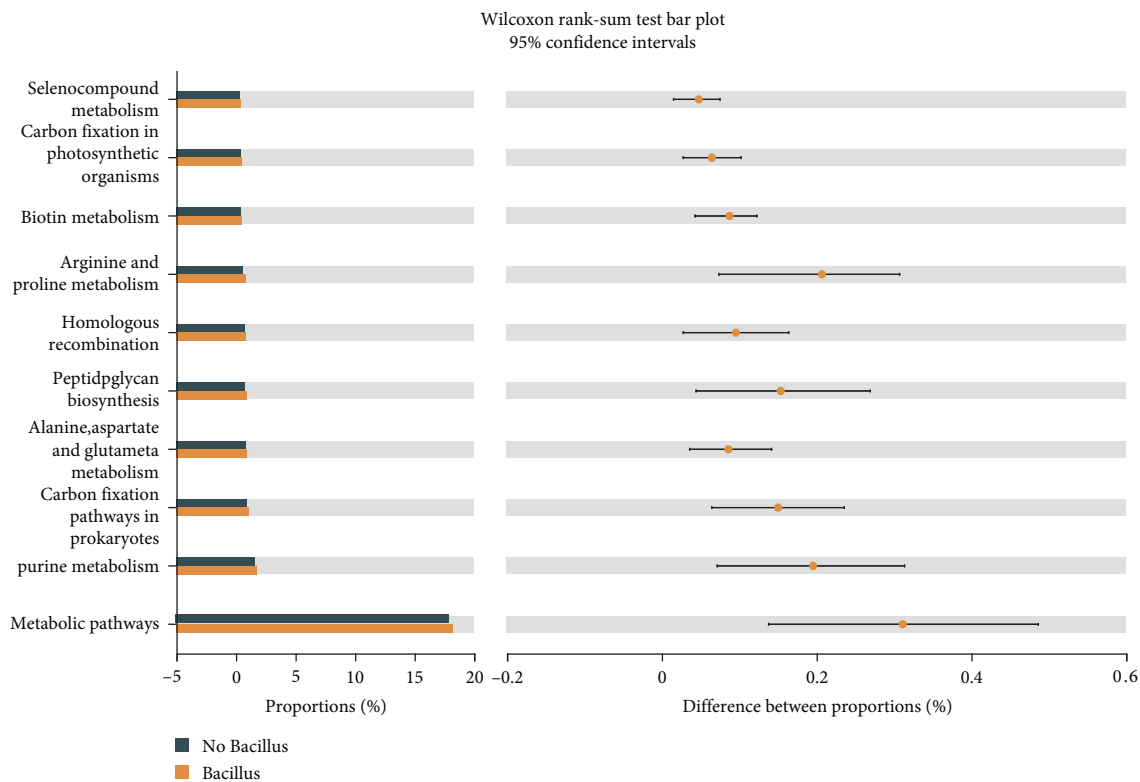 Wilcoxon rank-sum test bar plot
95% confidence intervals
Selenocompound
metabolism
Carbon fixation in
photosynthetic
organisms
Biotin metabolism
Arginine and
proline metabolism
Homologous
recombination
Peptidpglycan
biosynthesis
Alanine,aspartate
and glutameta
metabolism
Carbon fixation
pathways in
prokaryotes
purine metabolism
Metabolic pathways
−5 0 5 10 15 20
−0.2 0 0.2 0.4 0.6
Proportions (%)
Difference between proportions (%)
No Bacillus
Bacillus